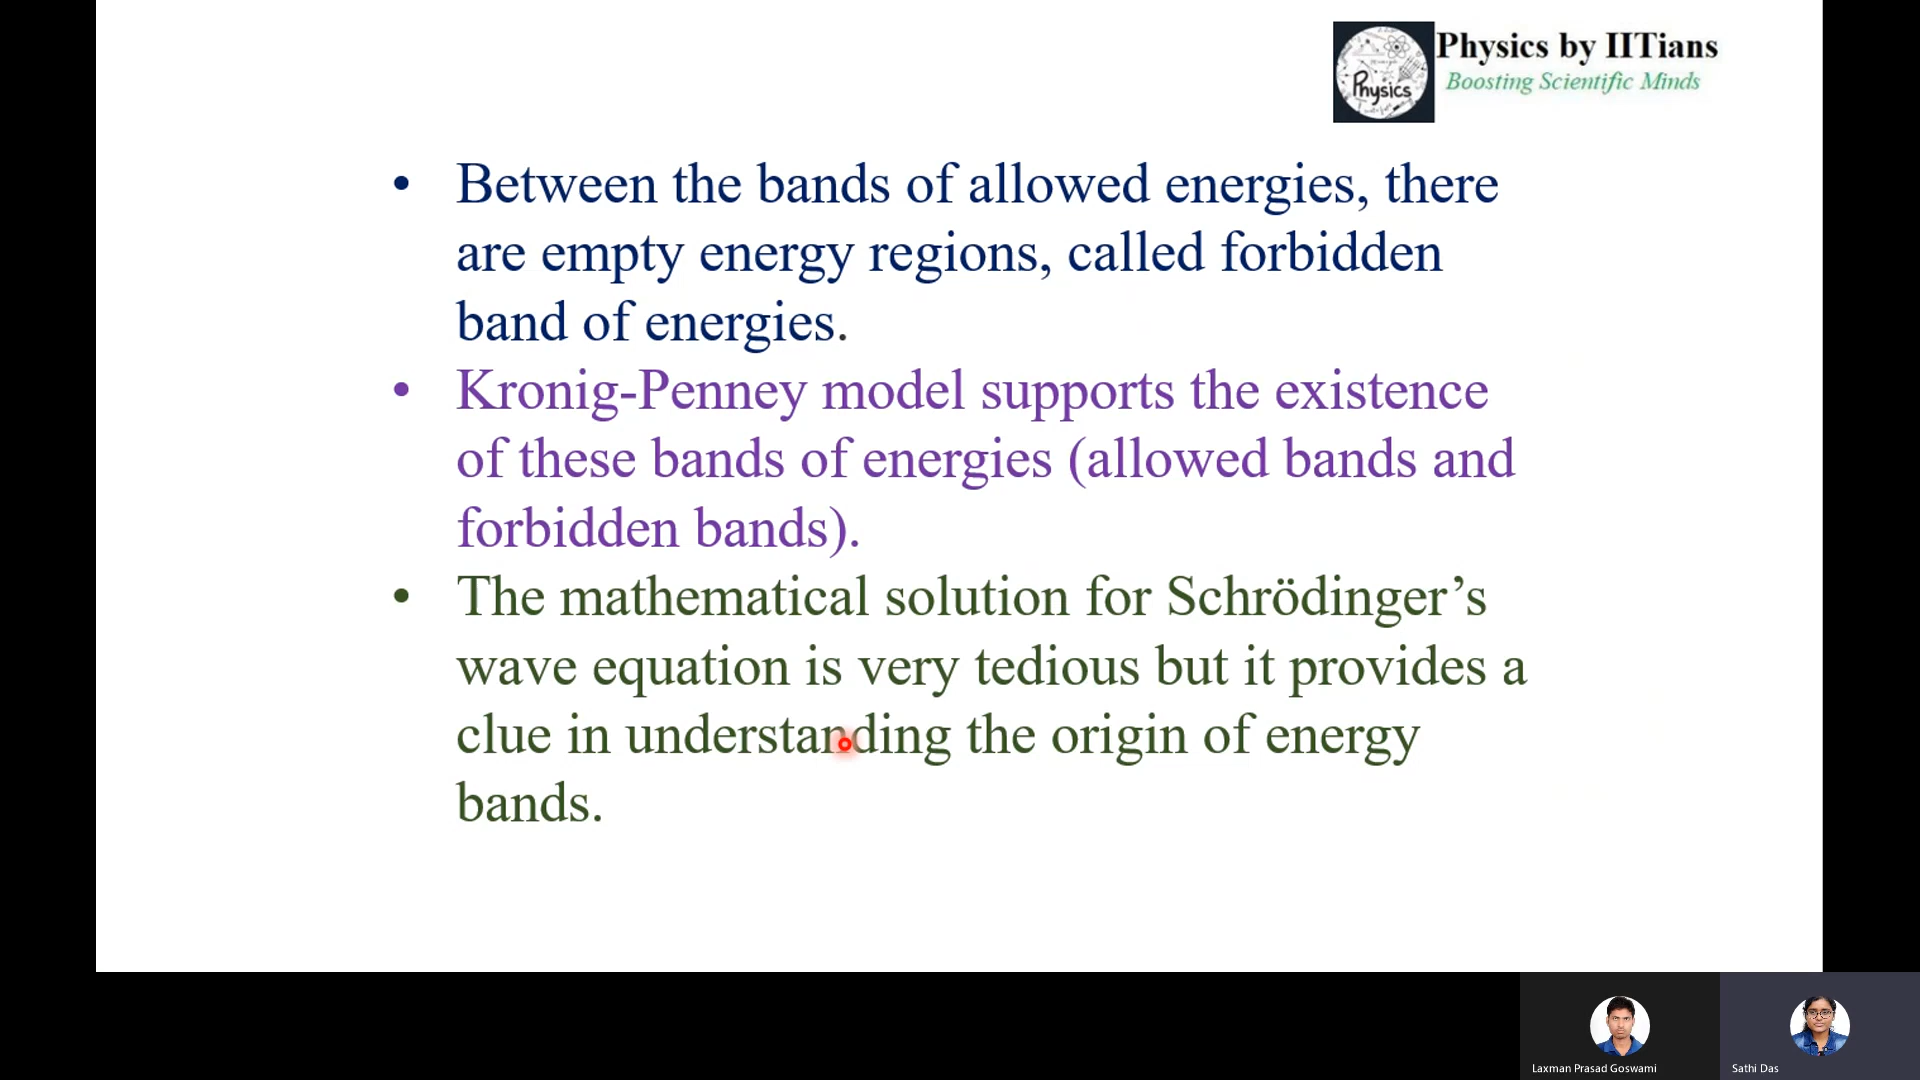 Physics by IITians
Boosting Scientific Minds
Physics
• Between the bands of allowed energies, there
are empty energy regions, called forbidden
band of energies.
• Kronig-Penney model supports the existence
of these bands of energies (allowed bands and
forbidden bands).
• The mathematical solution for Schrödinger’s
wave equation is very tedious but it provides a
clue in understanding the origin of energy
bands.
Laxman Prasad Goswami
Sathi Das